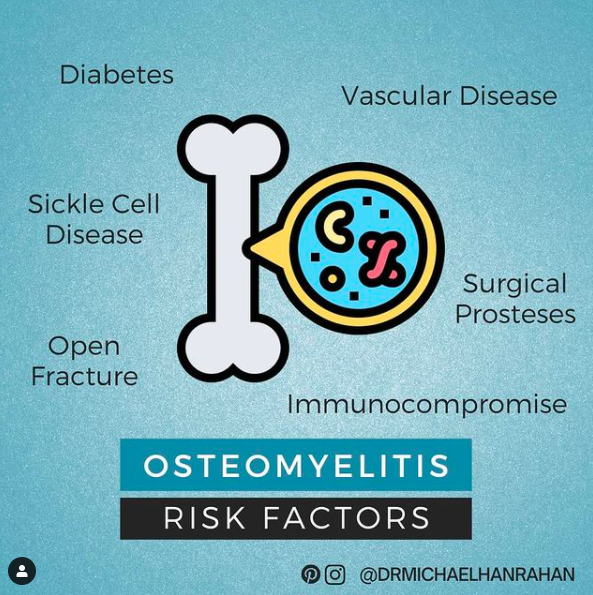 Diabetes
Vascular Disease
Sickle Cell
Disease
Surgical
Prosteses
Open
Fracture
Immunocompromise
OSTEOMYELITIS
RISK FACTORS
@DRMICHAELHANRAHAN